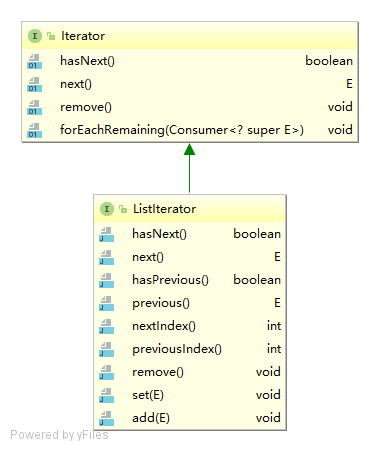 Iterator
hasNext() boolean
next() E
remove() void
forEachRemaining(Consumer<? super E>) void
ListIterator
hasNext() boolean
next() E
hasPrevious() boolean
previous() E
nextIndex() int
previousIndex() int
remove() void
set(E) void
add(E) void
Powered by yFiles